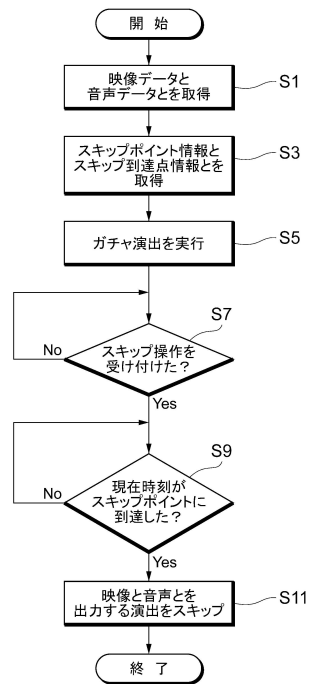 開 始
映像データと
音声データとを取得
S1
スキップポイント情報と
スキップ到達点情報とを
取得
S3
ガチャ演出を実行
S5
S7
スキップ操作を
受け付けた？
No
Yes
S9
現在時刻が
スキップポイントに
到達した？
No
Yes
映像と音声とを
出力する演出をスキップ
S11
終 了